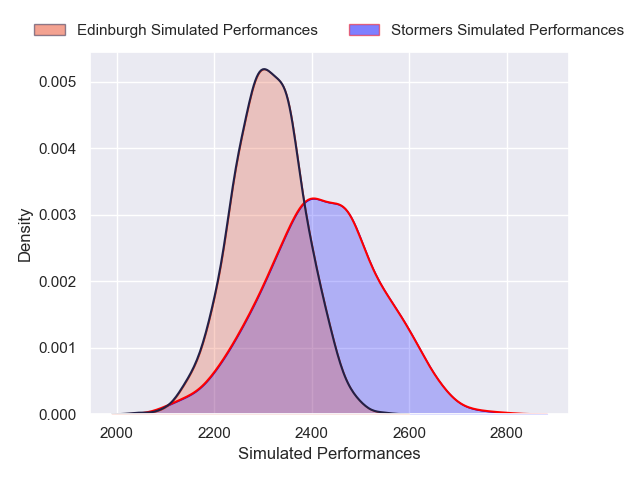 Edinburgh Simulated Performances
Stormers Simulated Performances
0.005
0.004
0.003
0.002
0.001
0.000
Density
2000 2200 2400 2600 2800
Simulated Performances